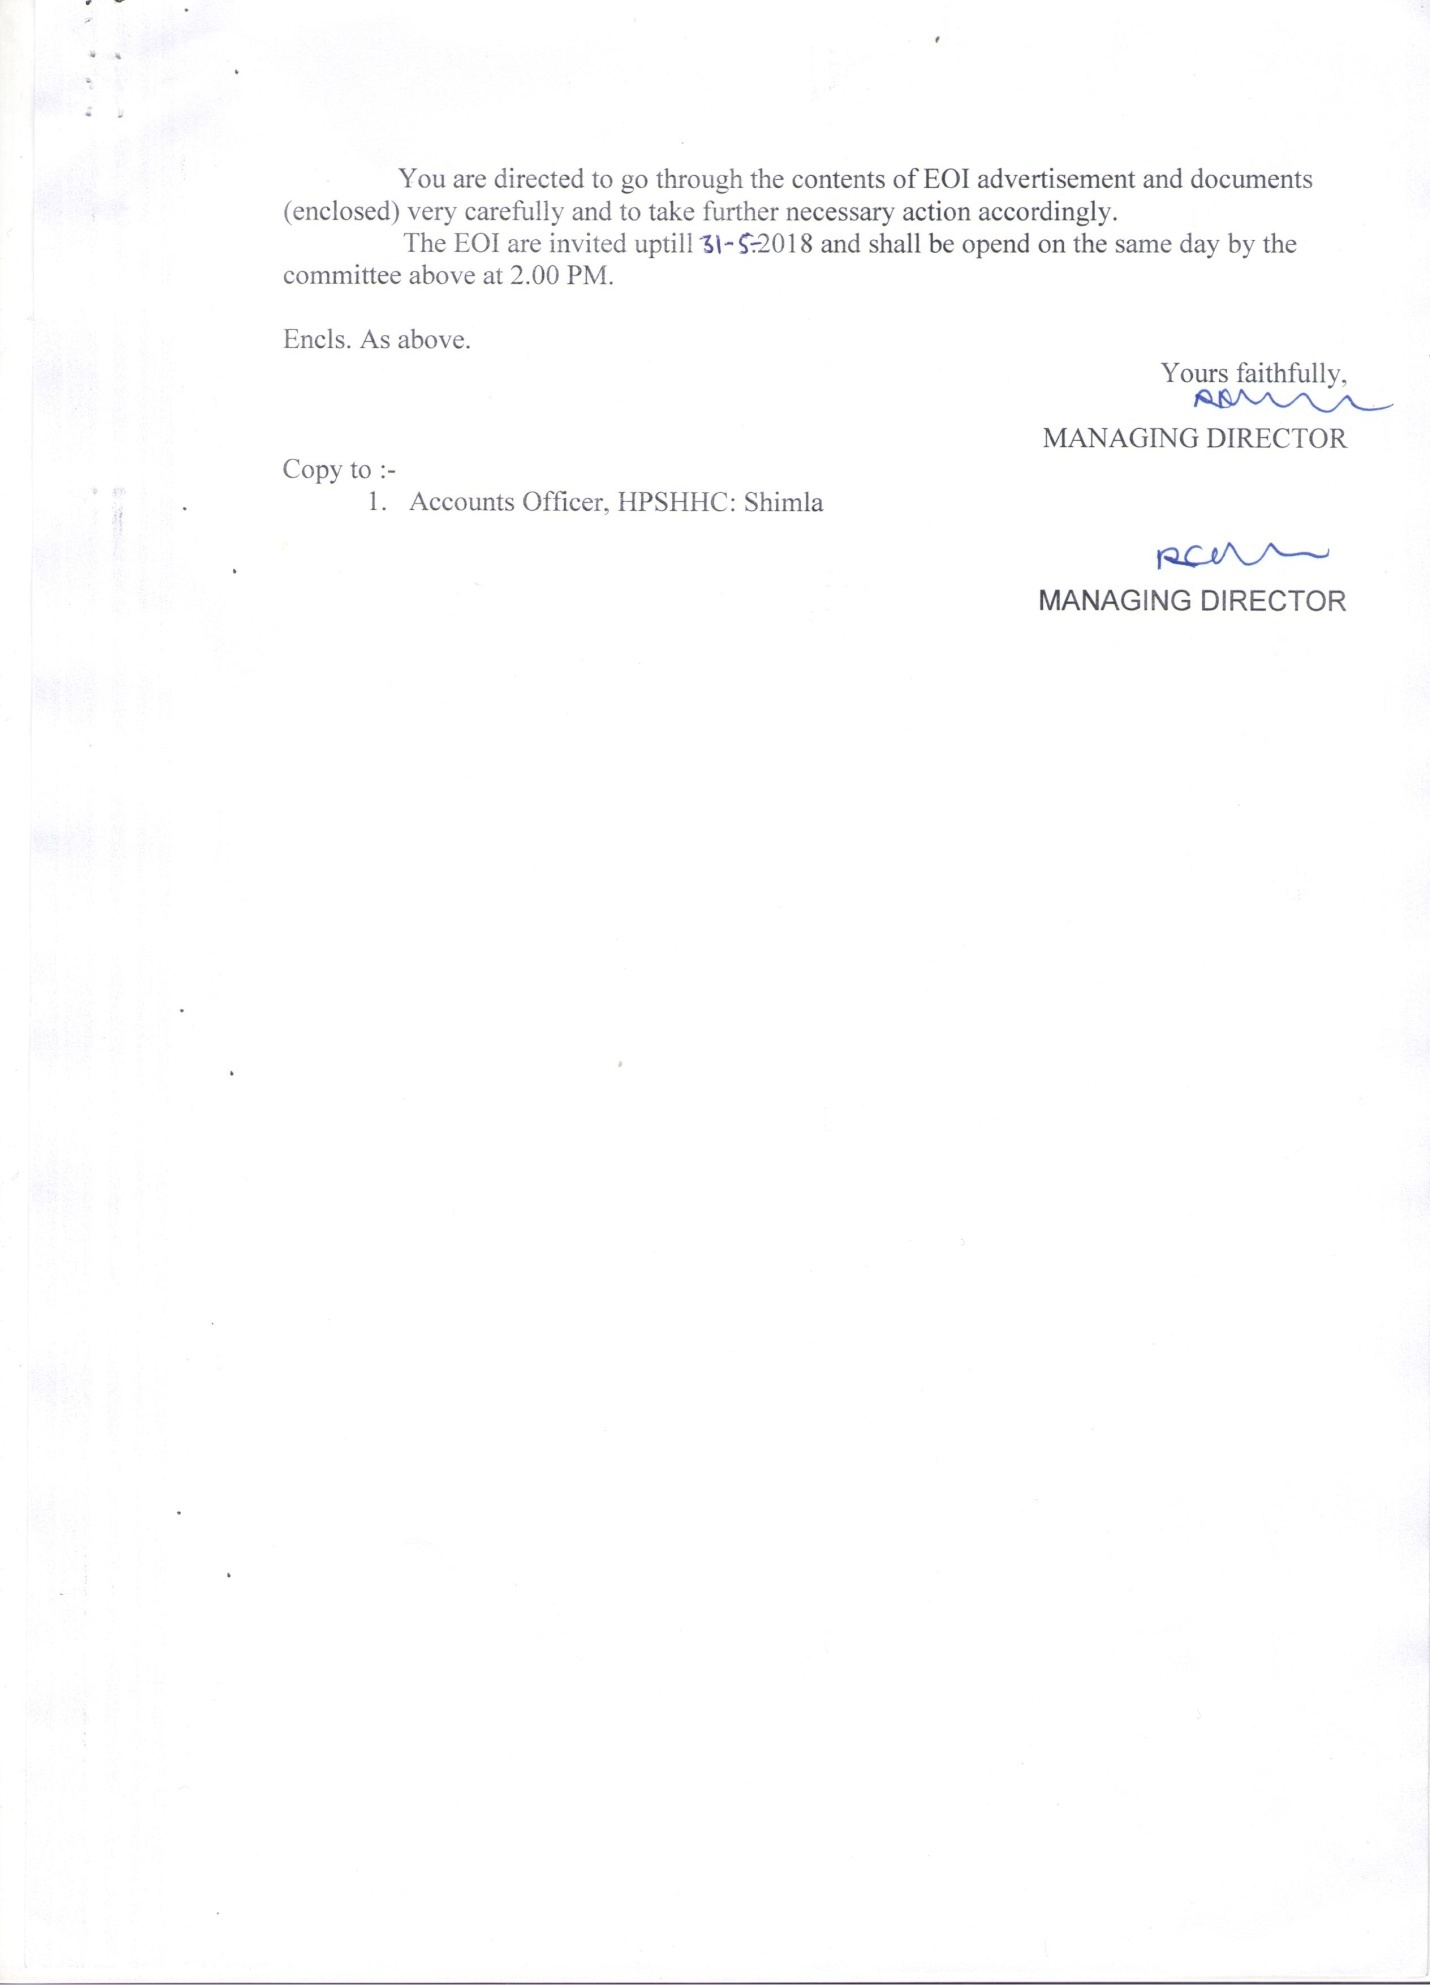 You are directed to go through the contents of EOI advertisement and documents
(enclosed) very carefully and to take further necessary action accordingly.
The EOI are invited uptill 31-5-2018 and shall be opend on the same day by the
committee above at 2.00 PM.
Encls. As above.
Yours faithfully,
MANAGING DIRECTOR
Copy to :-
1. Accounts Officer, HPSHHC: Shimla
MANAGING DIRECTOR